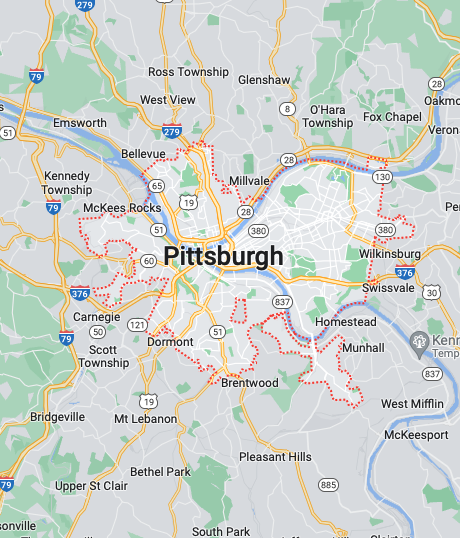 279
Ross Township
79
Glenshaw
28
Oakmo
West View
8
O'Hara
Township
Fox Chapel
Emsworth
51
279
Verona
Bellevue
28
Kennedy
Township
65
Millvale
130
19
McKees Rocks
79
28
51
380
380
Pittsburgh
Wilkinsburg
60
376
376
Swissvale
30
837
Carnegie
121
Homestead
50
51
79
Dormont
Munhall
Kenn
Temp
Scott
Township
837
Brentwood
19
West Mifflin
Bridgeville
Mt Lebanon
McKeesport
Pleasant Hills
Bethel Park
79
Upper St Clair
885
South Park